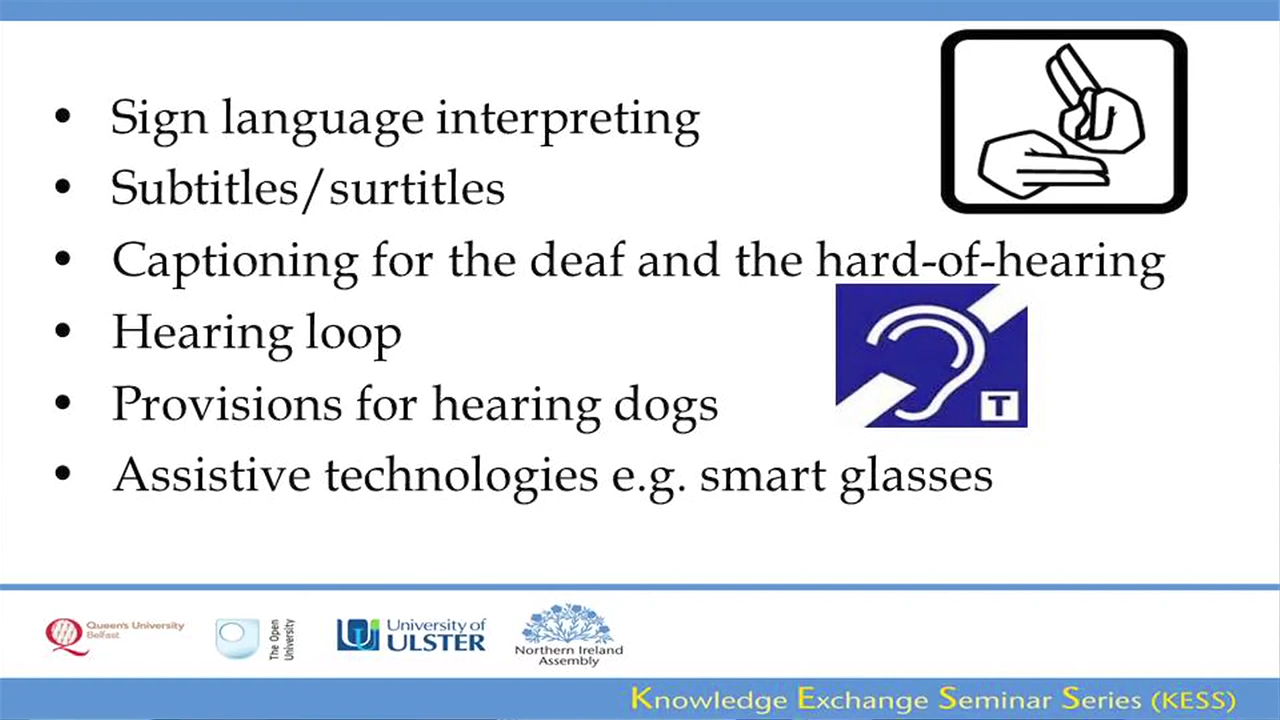 • Sign language interpreting
• Subtitles/surtitles
• Captioning for the deaf and the hard-of-hearing
• Hearing loop
T
• Provisions for hearing dogs
• Assistive technologies e.g. smart glasses
Queen's University
Belfast
The Open
University
University of
ULSTER
Northern Ireland
Assembly
Knowledge Exchange Seminar Series (KESS)